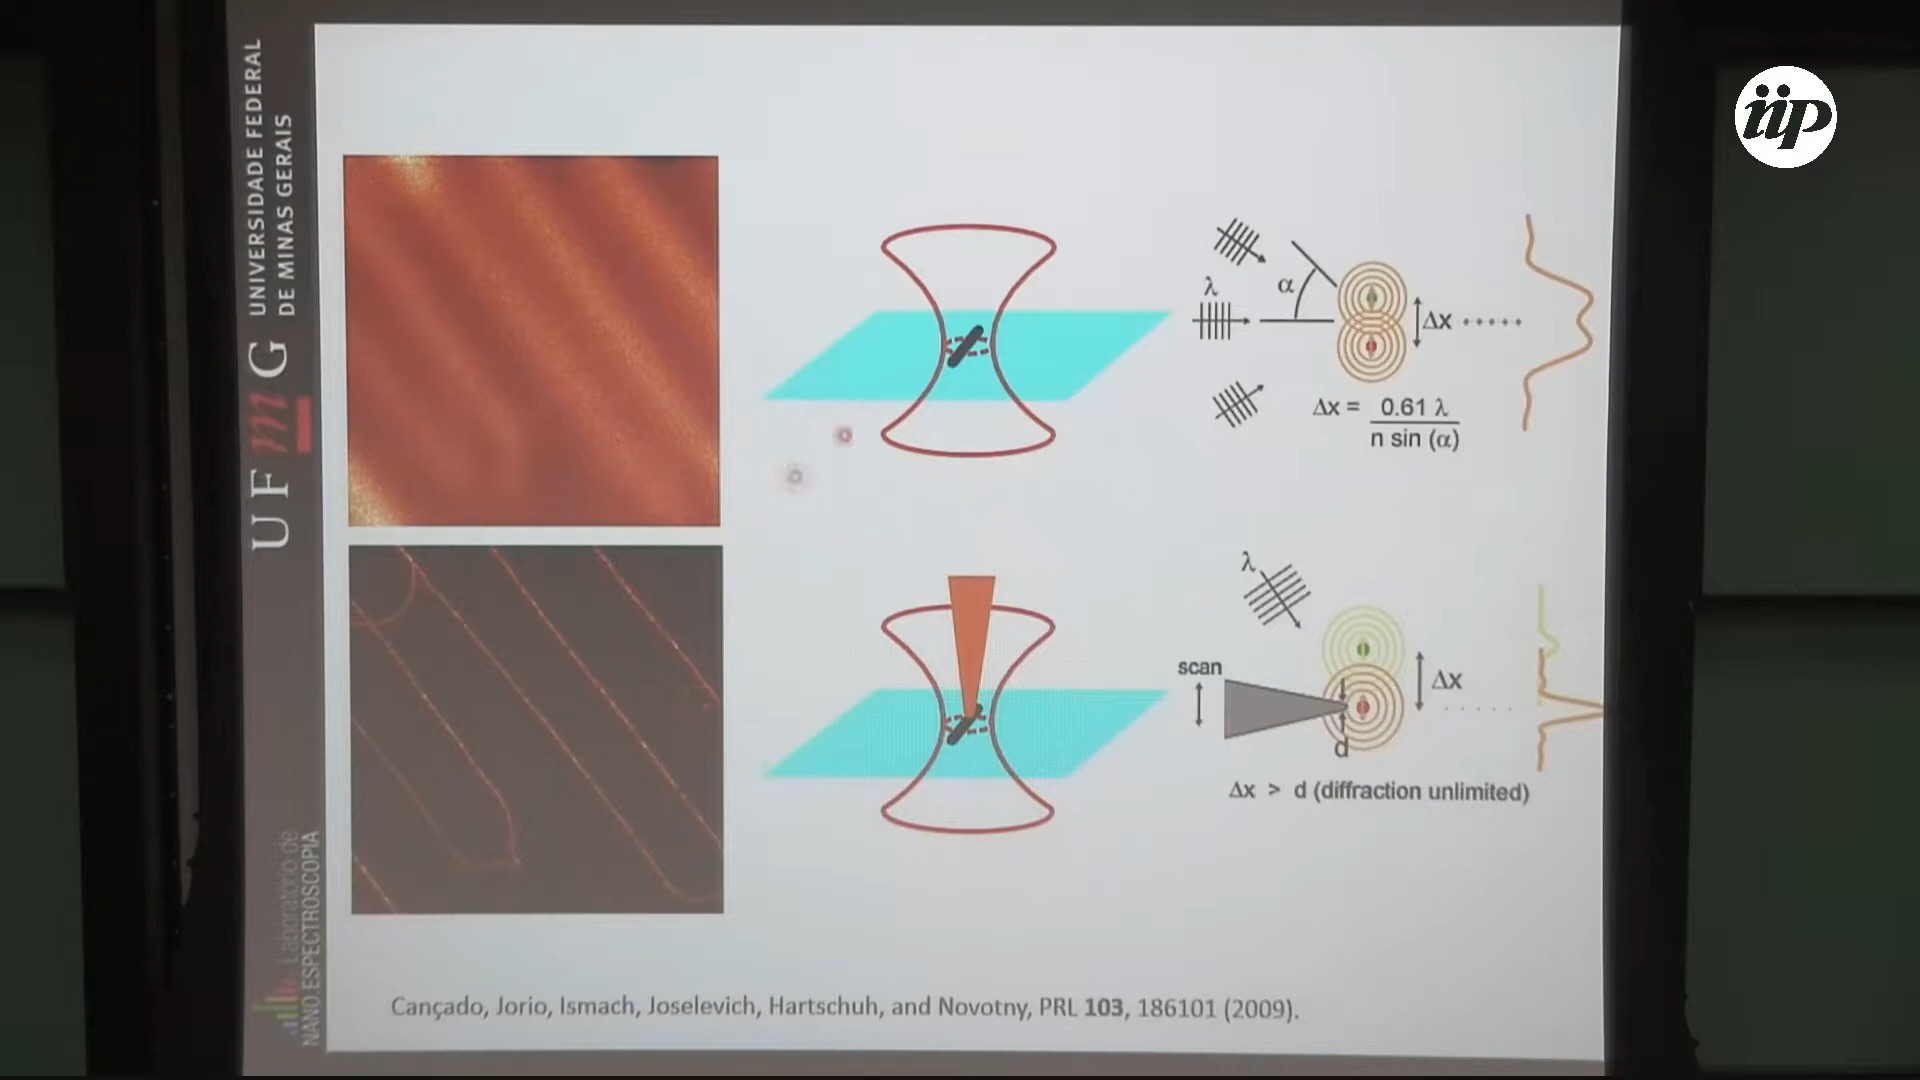 UNIVERSIDADE FEDERAL
DE MINAS GERAIS
UFmG
Laboratório de
NANO.ESPECTROSCOPIA
iip
λ
α
Δx
Δx = 0.61 λ
n sin (α)
λ
scan
Δx
d
Δx > d (diffraction unlimited)
Cançado, Jorio, Ismach, Joselevich, Hartschuh, and Novotny, PRL 103, 186101 (2009).